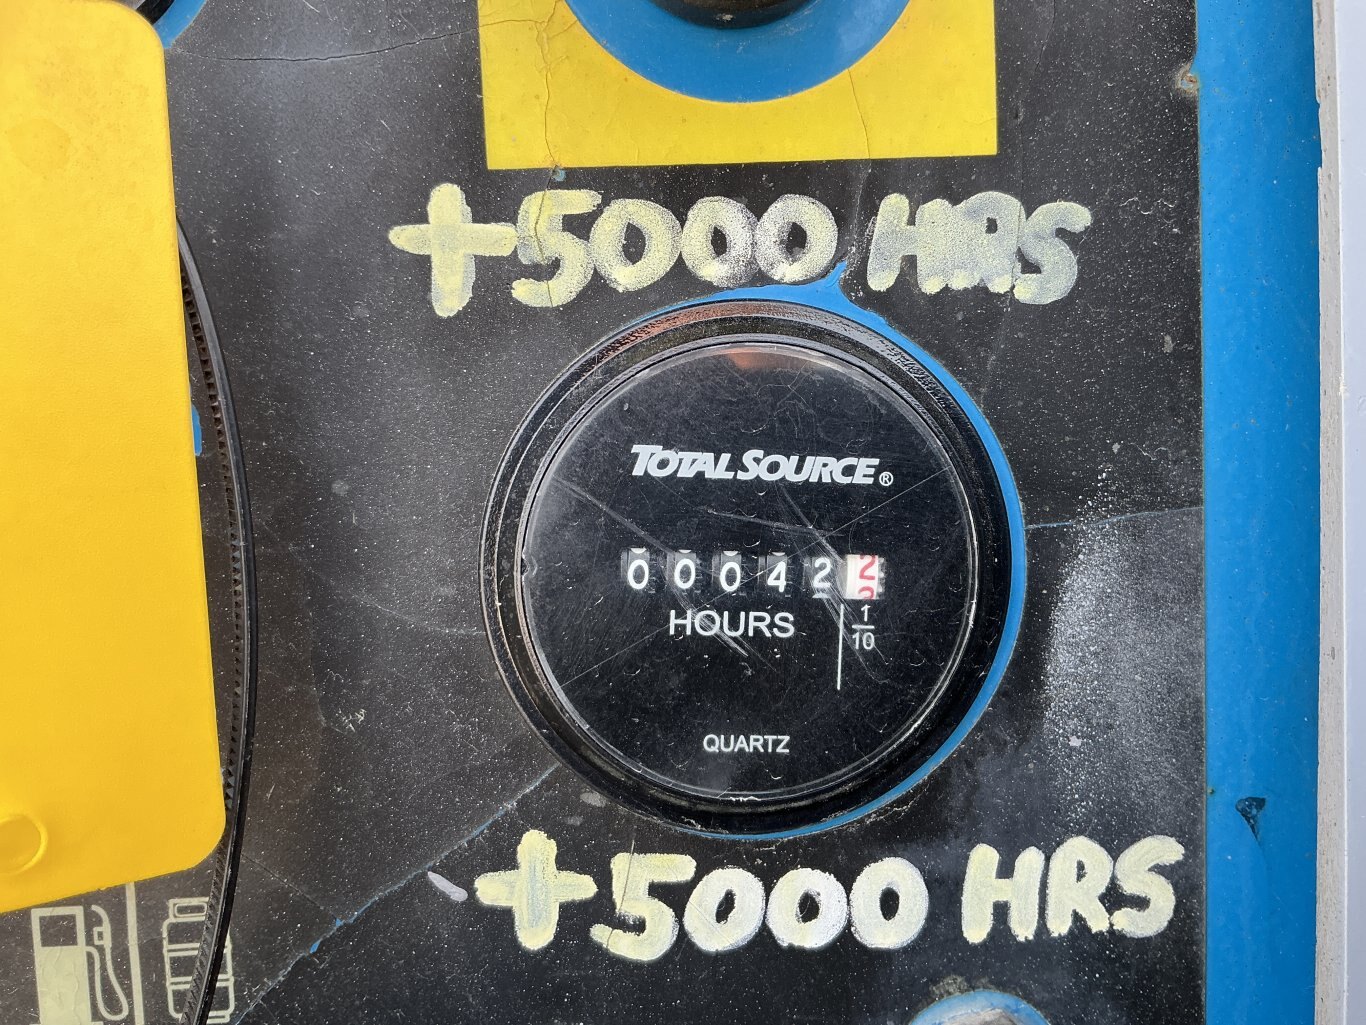 +5000 HRS
TOTALSOURCE®
0 0 0 4 2 2
HOURS
1/10
QUARTZ
+5000 HRS